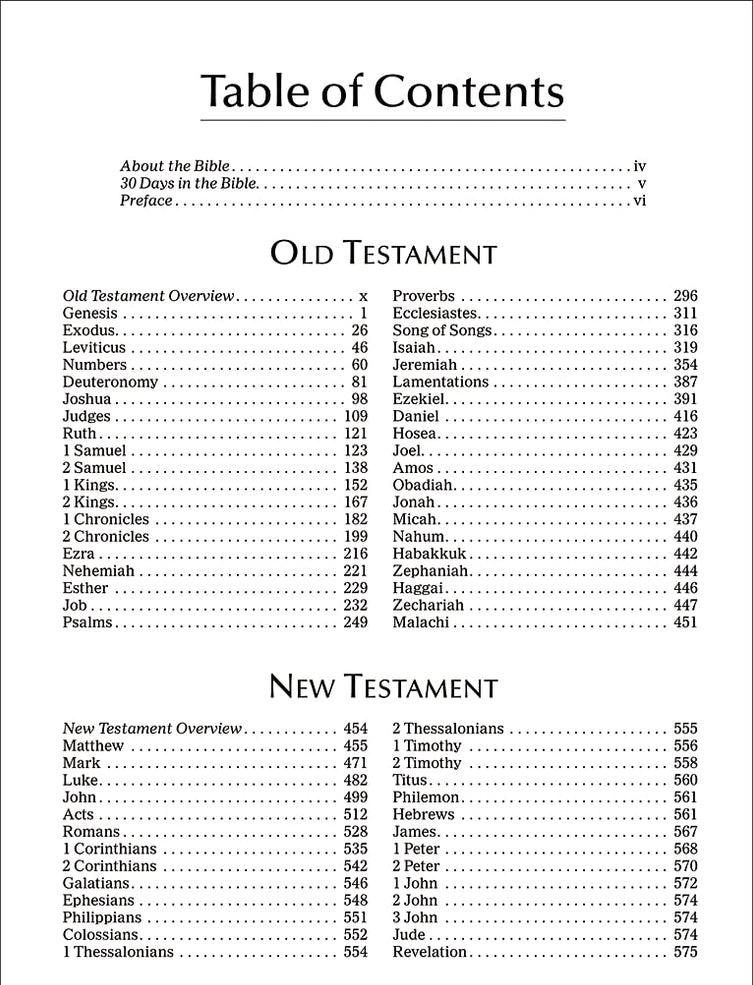 Table of Contents
About the Bible . . . . . . . . . . . . . . . . . . . . iv
30 Days in the Bible. . . . . . . . . . . . . . . . . . . . v
Preface . . . . . . . . . . . . . . . . . . . . vi
OLD TESTAMENT
Old Testament Overview . . . . . . . . . . x
Genesis . . . . . . . . . . 1
Exodus. . . . . . . . . . 26
Leviticus . . . . . . . . . . 46
Numbers . . . . . . . . . . 60
Deuteronomy . . . . . . . . . . 81
Joshua . . . . . . . . . . 98
Judges . . . . . . . . . . 109
Ruth . . . . . . . . . . 121
1 Samuel . . . . . . . . . . 123
2 Samuel . . . . . . . . . . 138
1 Kings. . . . . . . . . . 152
2 Kings. . . . . . . . . . 167
1 Chronicles . . . . . . . . . . 182
2 Chronicles . . . . . . . . . . 199
Ezra . . . . . . . . . . 216
Nehemiah . . . . . . . . . . 221
Esther . . . . . . . . . . 229
Job . . . . . . . . . . 232
Psalms . . . . . . . . . . 249
Proverbs . . . . . . . . . . 296
Ecclesiastes. . . . . . . . . . 311
Song of Songs . . . . . . . . . . 316
Isaiah . . . . . . . . . . 319
Jeremiah . . . . . . . . . . 354
Lamentations . . . . . . . . . . 387
Ezekiel. . . . . . . . . . 391
Daniel . . . . . . . . . . 416
Hosea. . . . . . . . . . 423
Joel. . . . . . . . . . 429
Amos . . . . . . . . . . 431
Obadiah. . . . . . . . . . 435
Jonah . . . . . . . . . . 436
Micah. . . . . . . . . . 437
Nahum. . . . . . . . . . 440
Habakkuk . . . . . . . . . . 442
Zephaniah. . . . . . . . . . 444
Haggai . . . . . . . . . . 446
Zechariah . . . . . . . . . . 447
Malachi . . . . . . . . . . 451
NEW TESTAMENT
New Testament Overview . . . . . . . . . . 454
Matthew . . . . . . . . . . 455
Mark . . . . . . . . . . 471
Luke . . . . . . . . . . 482
John . . . . . . . . . . 499
Acts . . . . . . . . . . 512
Romans . . . . . . . . . . 528
1 Corinthians . . . . . . . . . . 535
2 Corinthians . . . . . . . . . . 542
Galatians . . . . . . . . . . 546
Ephesians . . . . . . . . . . 548
Philippians . . . . . . . . . . 551
Colossians. . . . . . . . . . 552
1 Thessalonians . . . . . . . . . . 554
2 Thessalonians . . . . . . . . . . 555
1 Timothy . . . . . . . . . . 556
2 Timothy . . . . . . . . . . 558
Titus . . . . . . . . . . 560
Philemon. . . . . . . . . . 561
Hebrews . . . . . . . . . . 561
James. . . . . . . . . . 567
1 Peter . . . . . . . . . . 568
2 Peter . . . . . . . . . . 570
1 John . . . . . . . . . . 572
2 John . . . . . . . . . . 574
3 John . . . . . . . . . . 574
Jude . . . . . . . . . . 574
Revelation . . . . . . . . . . 575